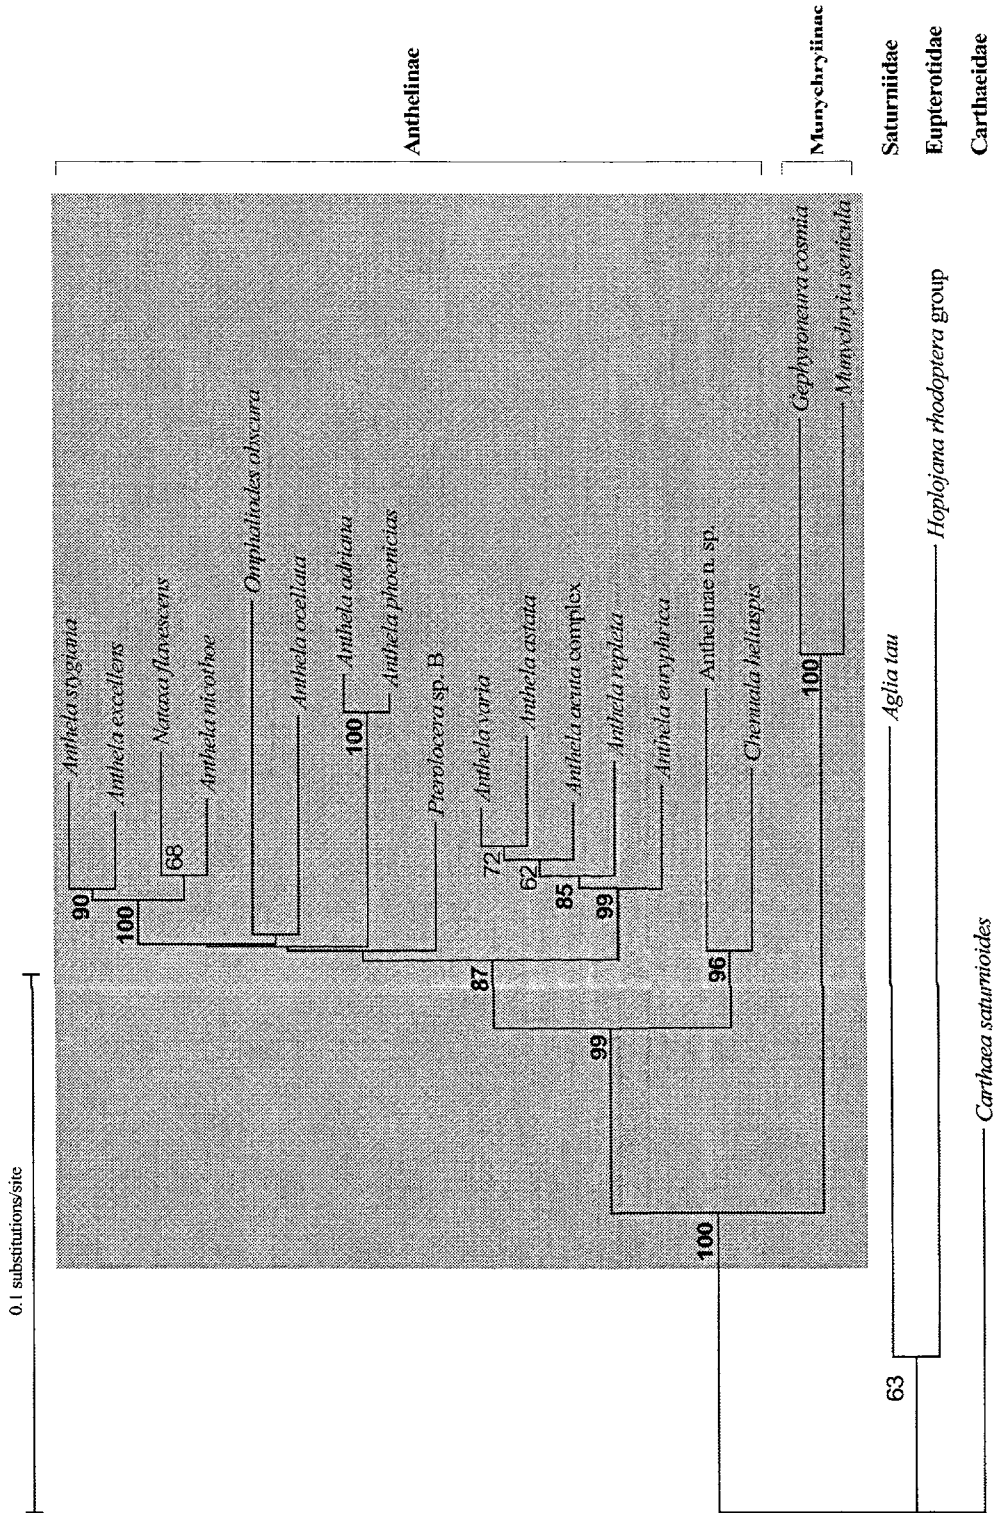 0.1 substitutions/site
Anthela stygiana
Anthela excellens
Nataxa flavescens
Anthela nicothoe
Omphaliodes obscura
Anthela ocellata
Anthela adriana
Anthela phoenicias
Pterolocera sp. B
Anthela varia
Anthela astata
Anthela acuta complex
Anthela repleta
Anthela euryphrica
Anthelinae n. sp.
Chenuala heliaspis
Gephyroneura cosmia
Munychryia senicula
Aglia tau
Hoplojana rhodoptera group
Carthaea saturnioides
90
100
68
100
72
62
85
99
87
96
99
100
100
63
Anthelinae
Munychryiinae
Saturniidae
Eupterotidae
Carthaeidae